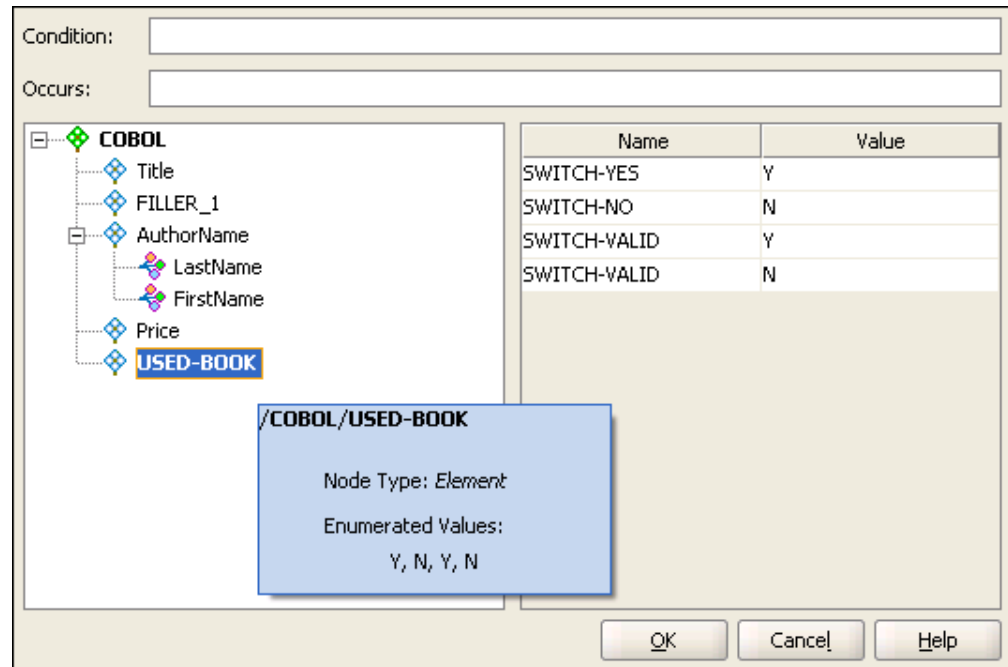 Condition:
Occurs:
COBOL
Title
FILLER_1
AuthorName
LastName
FirstName
Price
USED-BOOK
/COBOL/USED-BOOK
Node Type: Element
Enumerated Values:
Y, N, Y, N
Name Value
SWITCH-YES Y
SWITCH-NO N
SWITCH-VALID Y
SWITCH-VALID N
OK Cancel Help